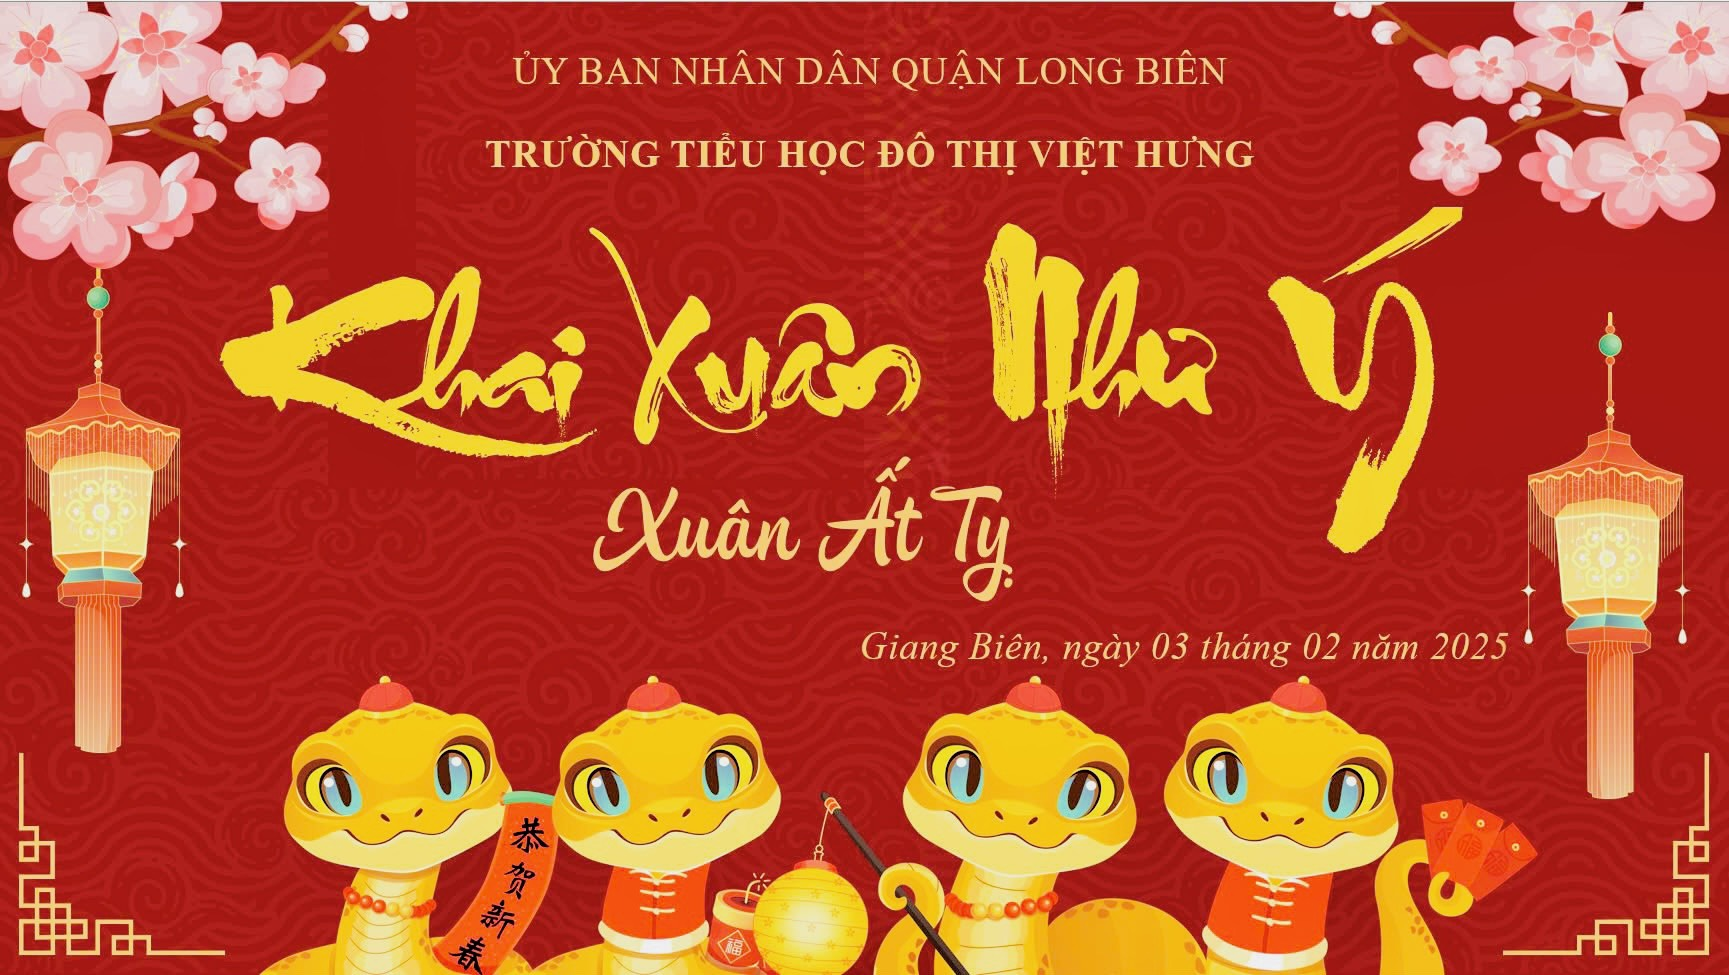 ỦY BAN NHÂN DÂN QUẬN LONG BIÊN
TRƯỜNG TIỂU HỌC ĐÔ THỊ VIỆT HƯNG
Khai Xuân Như Ý
Xuân Ất Tỵ
Giang Biên, ngày 03 tháng 02 năm 2025
恭贺新春
福